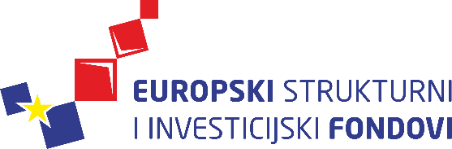 EUROPSKI STRUKTURNI
I INVESTICIJSKI FONDOVI